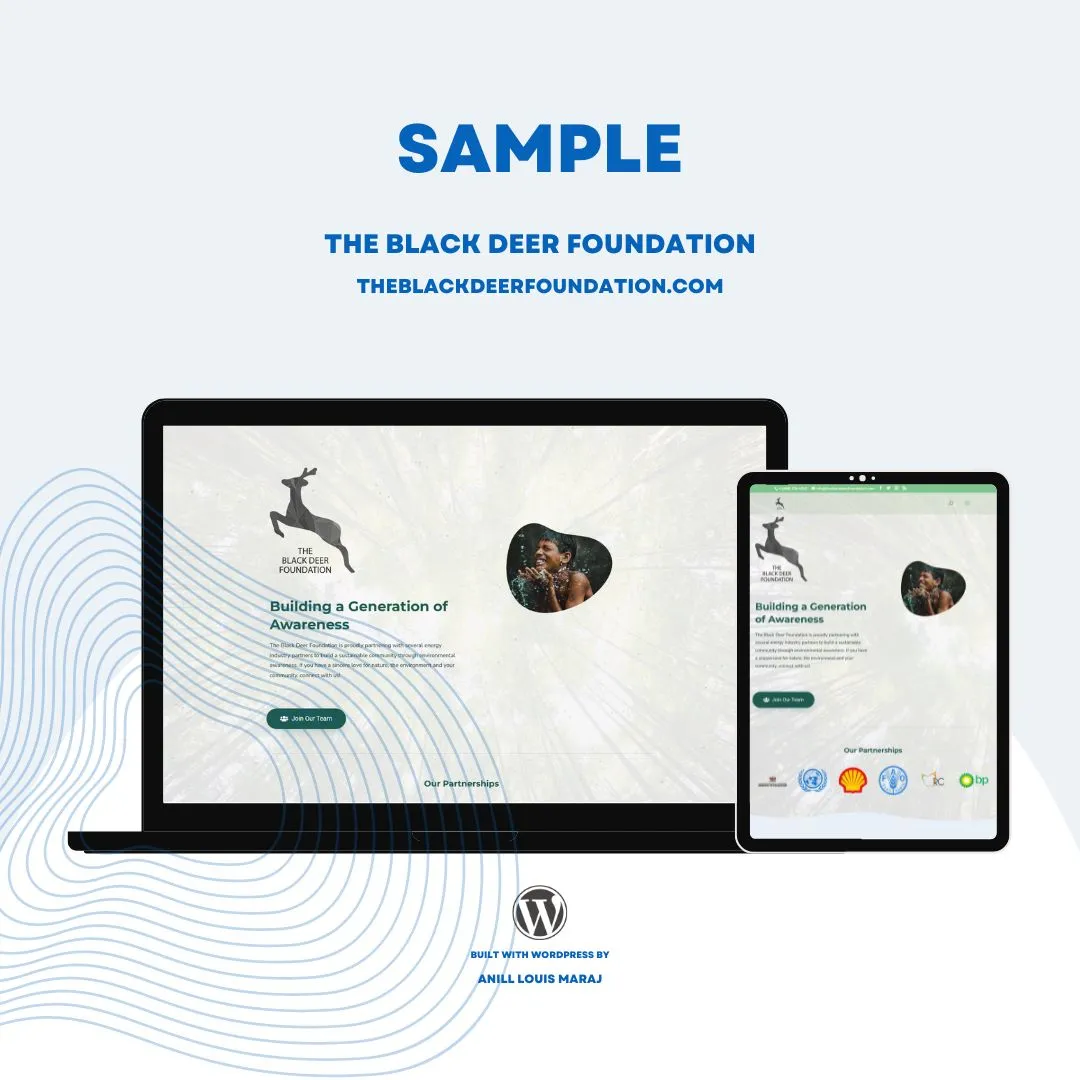 SAMPLE
THE BLACK DEER FOUNDATION
THEBLACKDEERFOUNDATION.COM
THE
BLACK DEER
FOUNDATION
Building a Generation of
Awareness
The Black Deer Foundation is proudly partnering with several energy
industry partners to build a sustainable community through environmental
awareness. If you have a sincere love for nature, the environment and your
community, connect with us!
Join Our Team
Our Partnerships
THE
BLACK DEER
FOUNDATION
Building a Generation
of Awareness
The Black Deer Foundation is proudly partnering with
several energy industry partners to build a sustainable
community through environmental awareness. If you have
a sincere love for nature, the environment and your
community, connect with us!
Join Our Team
Our Partnerships
FAO
RC
bp
W
BUILT WITH WORDPRESS BY
ANILL LOUIS MARAJ